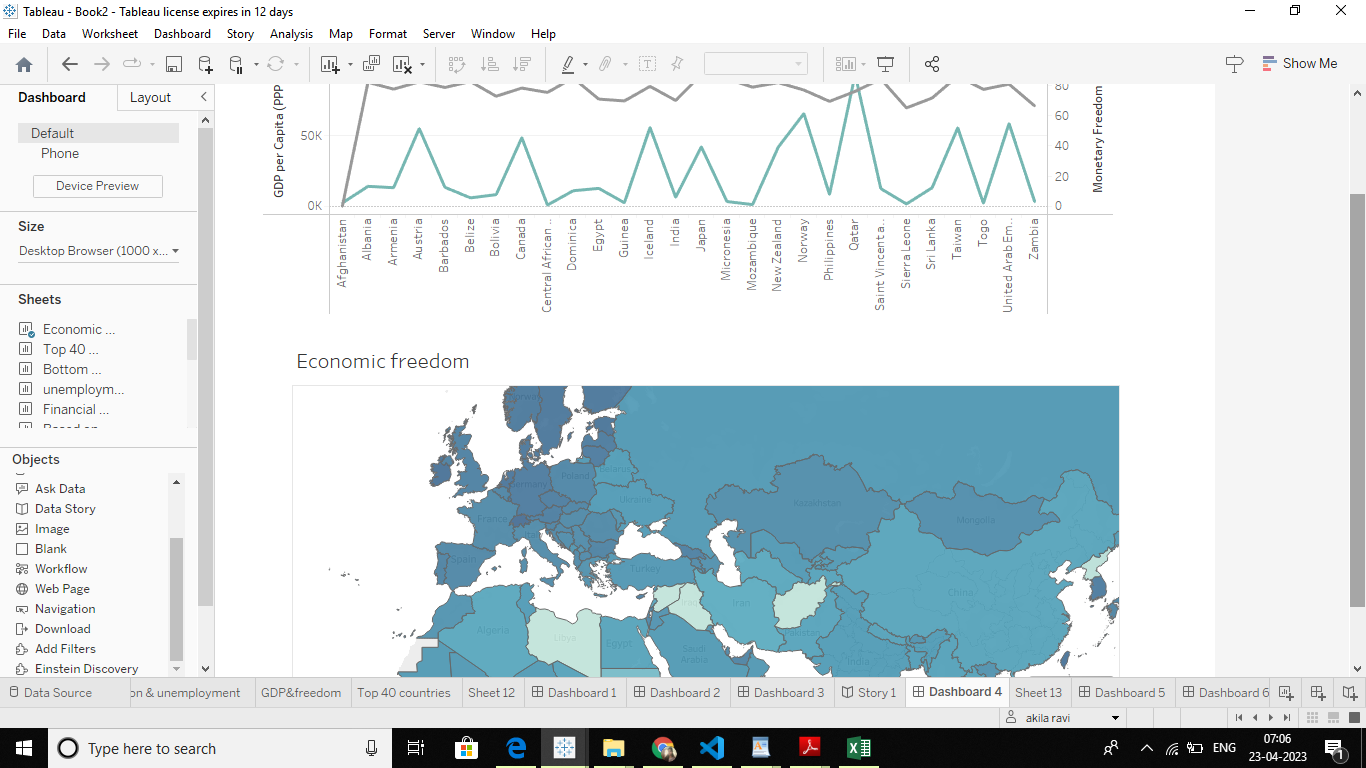 Tableau - Book2 - Tableau license expires in 12 days
File Data Worksheet Dashboard Story Analysis Map Format Server Window Help
Show Me
Dashboard Layout
Default
Phone
Device Preview
Size
Desktop Browser (1000 x...
Sheets
Economic ...
Top 40 ...
Bottom ...
unemploym...
Financial ...
Objects
Ask Data
Data Story
Image
Blank
Workflow
Web Page
Navigation
Download
Add Filters
Einstein Discovery
GDP per Capita (PPP
50K
0K
80
60
40
20
0
Monetary Freedom
Afghanistan
Albania
Armenia
Austria
Barbados
Belize
Bolivia
Canada
Central African ..
Dominica
Egypt
Guinea
Iceland
India
Japan
Micronesia
Mozambique
New Zealand
Norway
Philippines
Qatar
Saint Vincent a..
Sierra Leone
Sri Lanka
Taiwan
Togo
United Arab Em..
Zambia
Economic freedom
Norway
Belarus
Poland
Germany
Ukraine
France
Kazakhstan
Mongolia
Spain
Turkey
China
Iraq
Iran
Algeria
Libya
Egypt
Pakistan
Saudi
Arabia
India
Data Source on & unemployment GDP&freedom Top 40 countries Sheet 12 Dashboard 1 Dashboard 2 Dashboard 3 Story 1 Dashboard 4 Sheet 13 Dashboard 5 Dashboard 6
akila ravi
Type here to search
ENG
07:06
23-04-2023
1